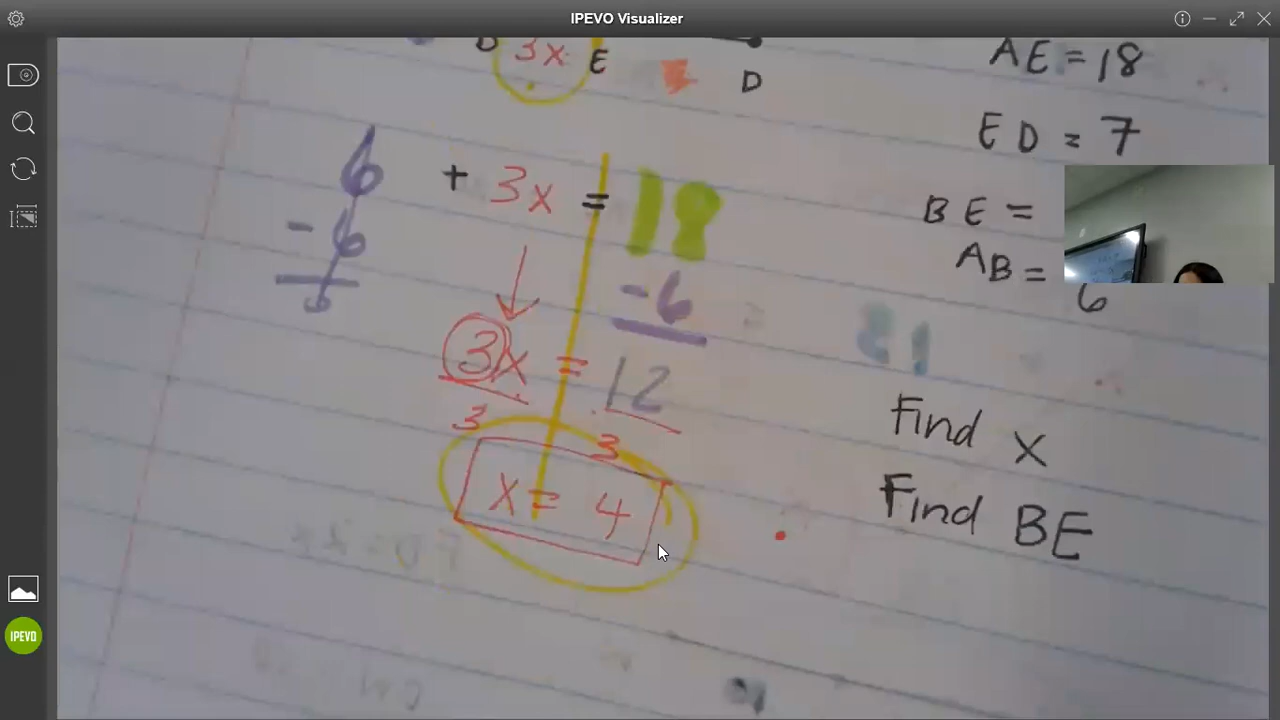 IPEVO Visualizer
B 3x E
D
AE = 18
ED = 7
BE =
AB =
6
6 + 3x = 18
- 6 - 6
0
3x = 12
3 3
x = 4
Find X
Find BE
IPEVO